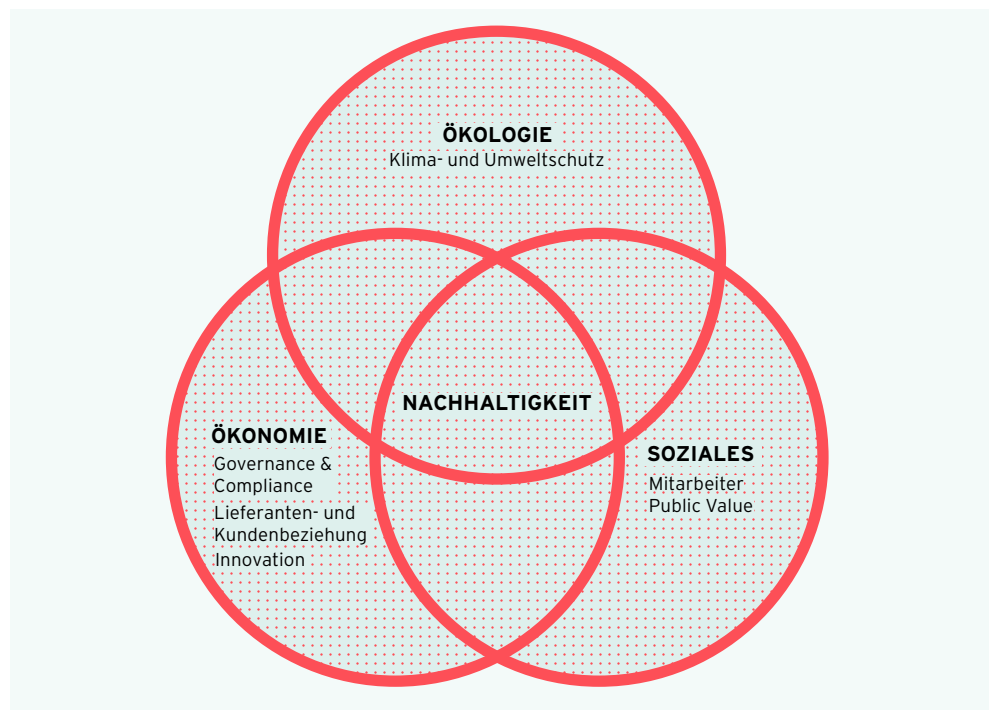 ÖKOLOGIE
Klima- und Umweltschutz
NACHHALTIGKEIT
ÖKONOMIE
Governance &
Compliance
Lieferanten- und
Kundenbeziehung
Innovation
SOZIALES
Mitarbeiter
Public Value